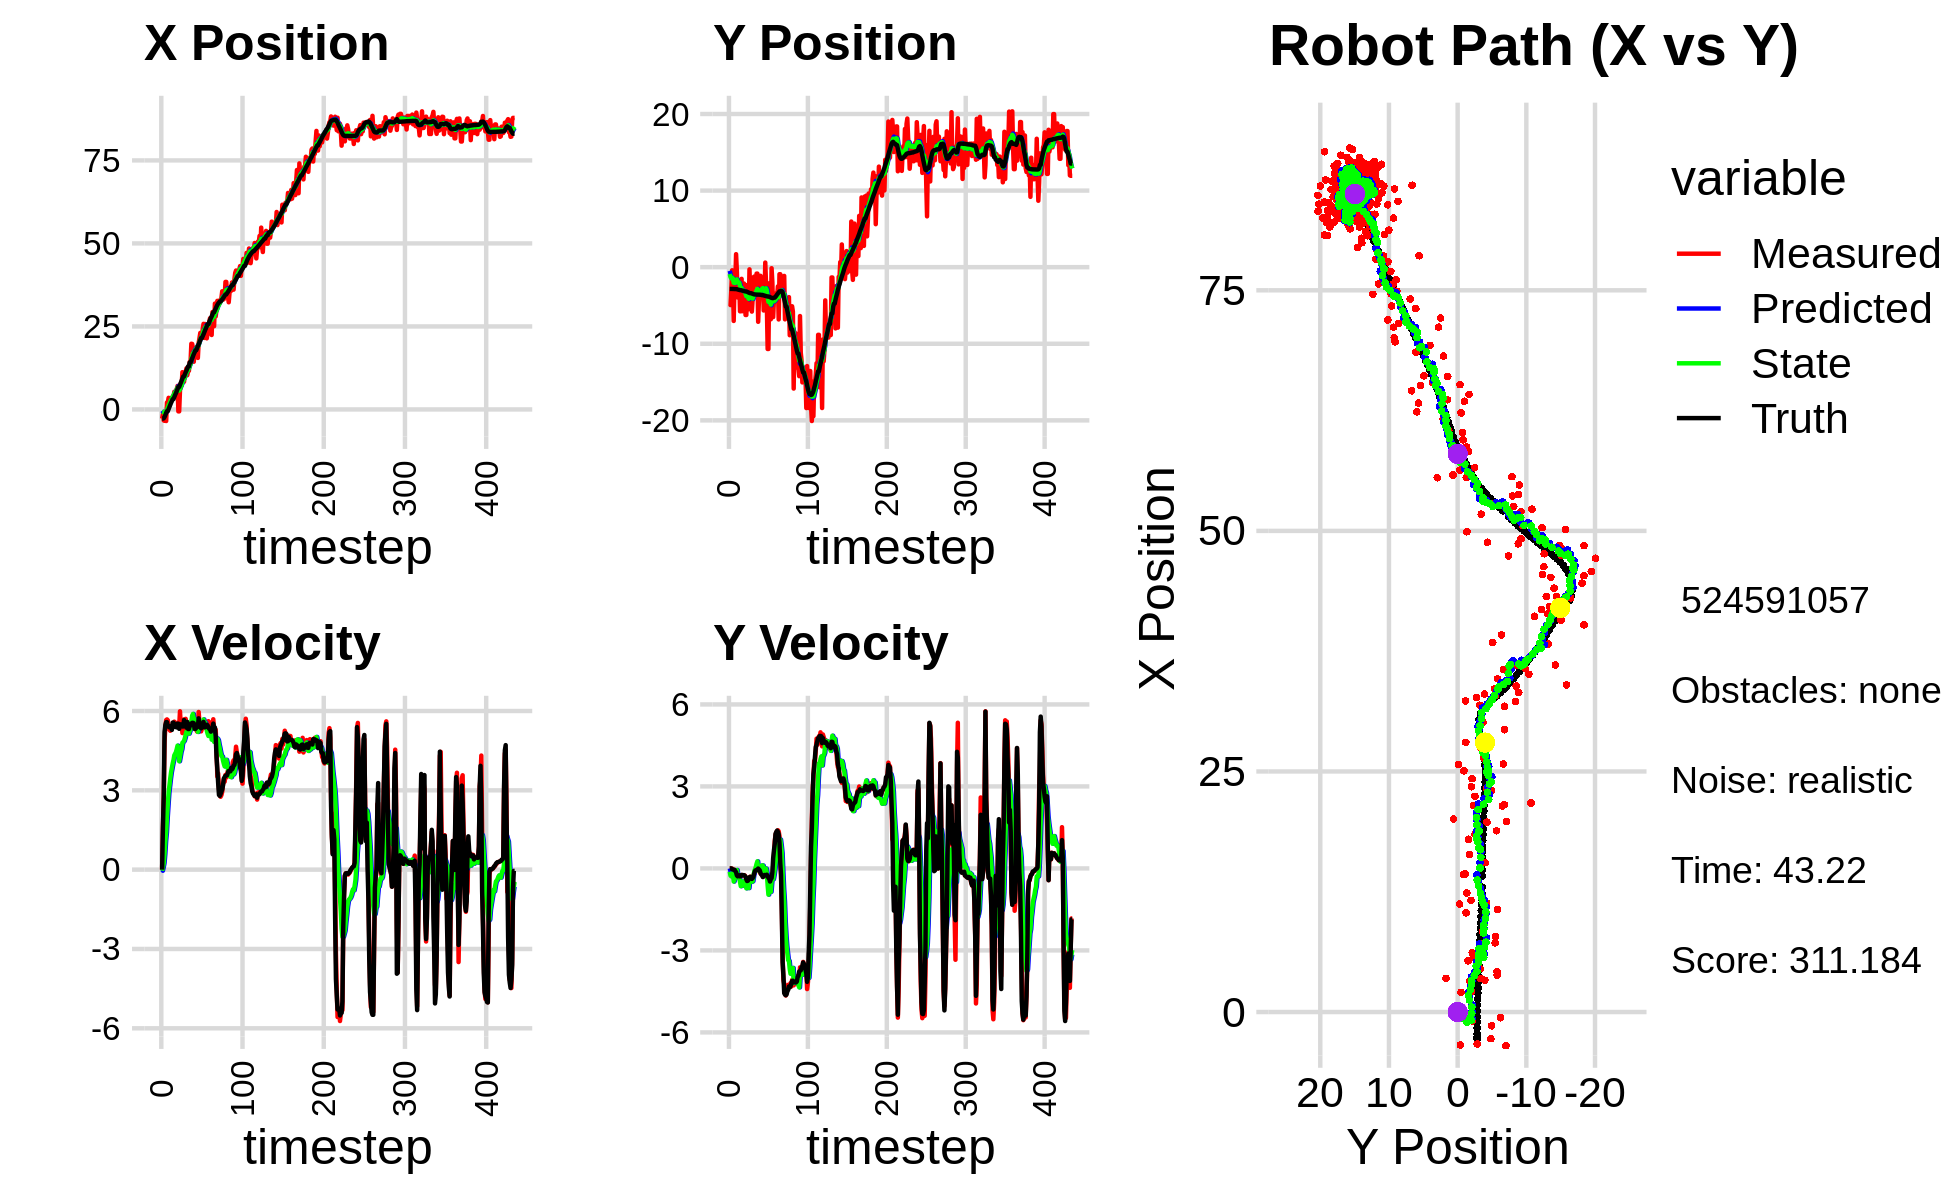 X Position
75
50
25
0
0
100
200
300
400
timestep
Y Position
20
10
0
-10
-20
0
100
200
300
400
timestep
X Velocity
6
3
0
-3
-6
0
100
200
300
400
timestep
Y Velocity
6
3
0
-3
-6
0
100
200
300
400
timestep
Robot Path (X vs Y)
X Position
75
50
25
0
20 10 0 -10 -20
Y Position
variable
Measured
Predicted
State
Truth
524591057
Obstacles: none
Noise: realistic
Time: 43.22
Score: 311.184